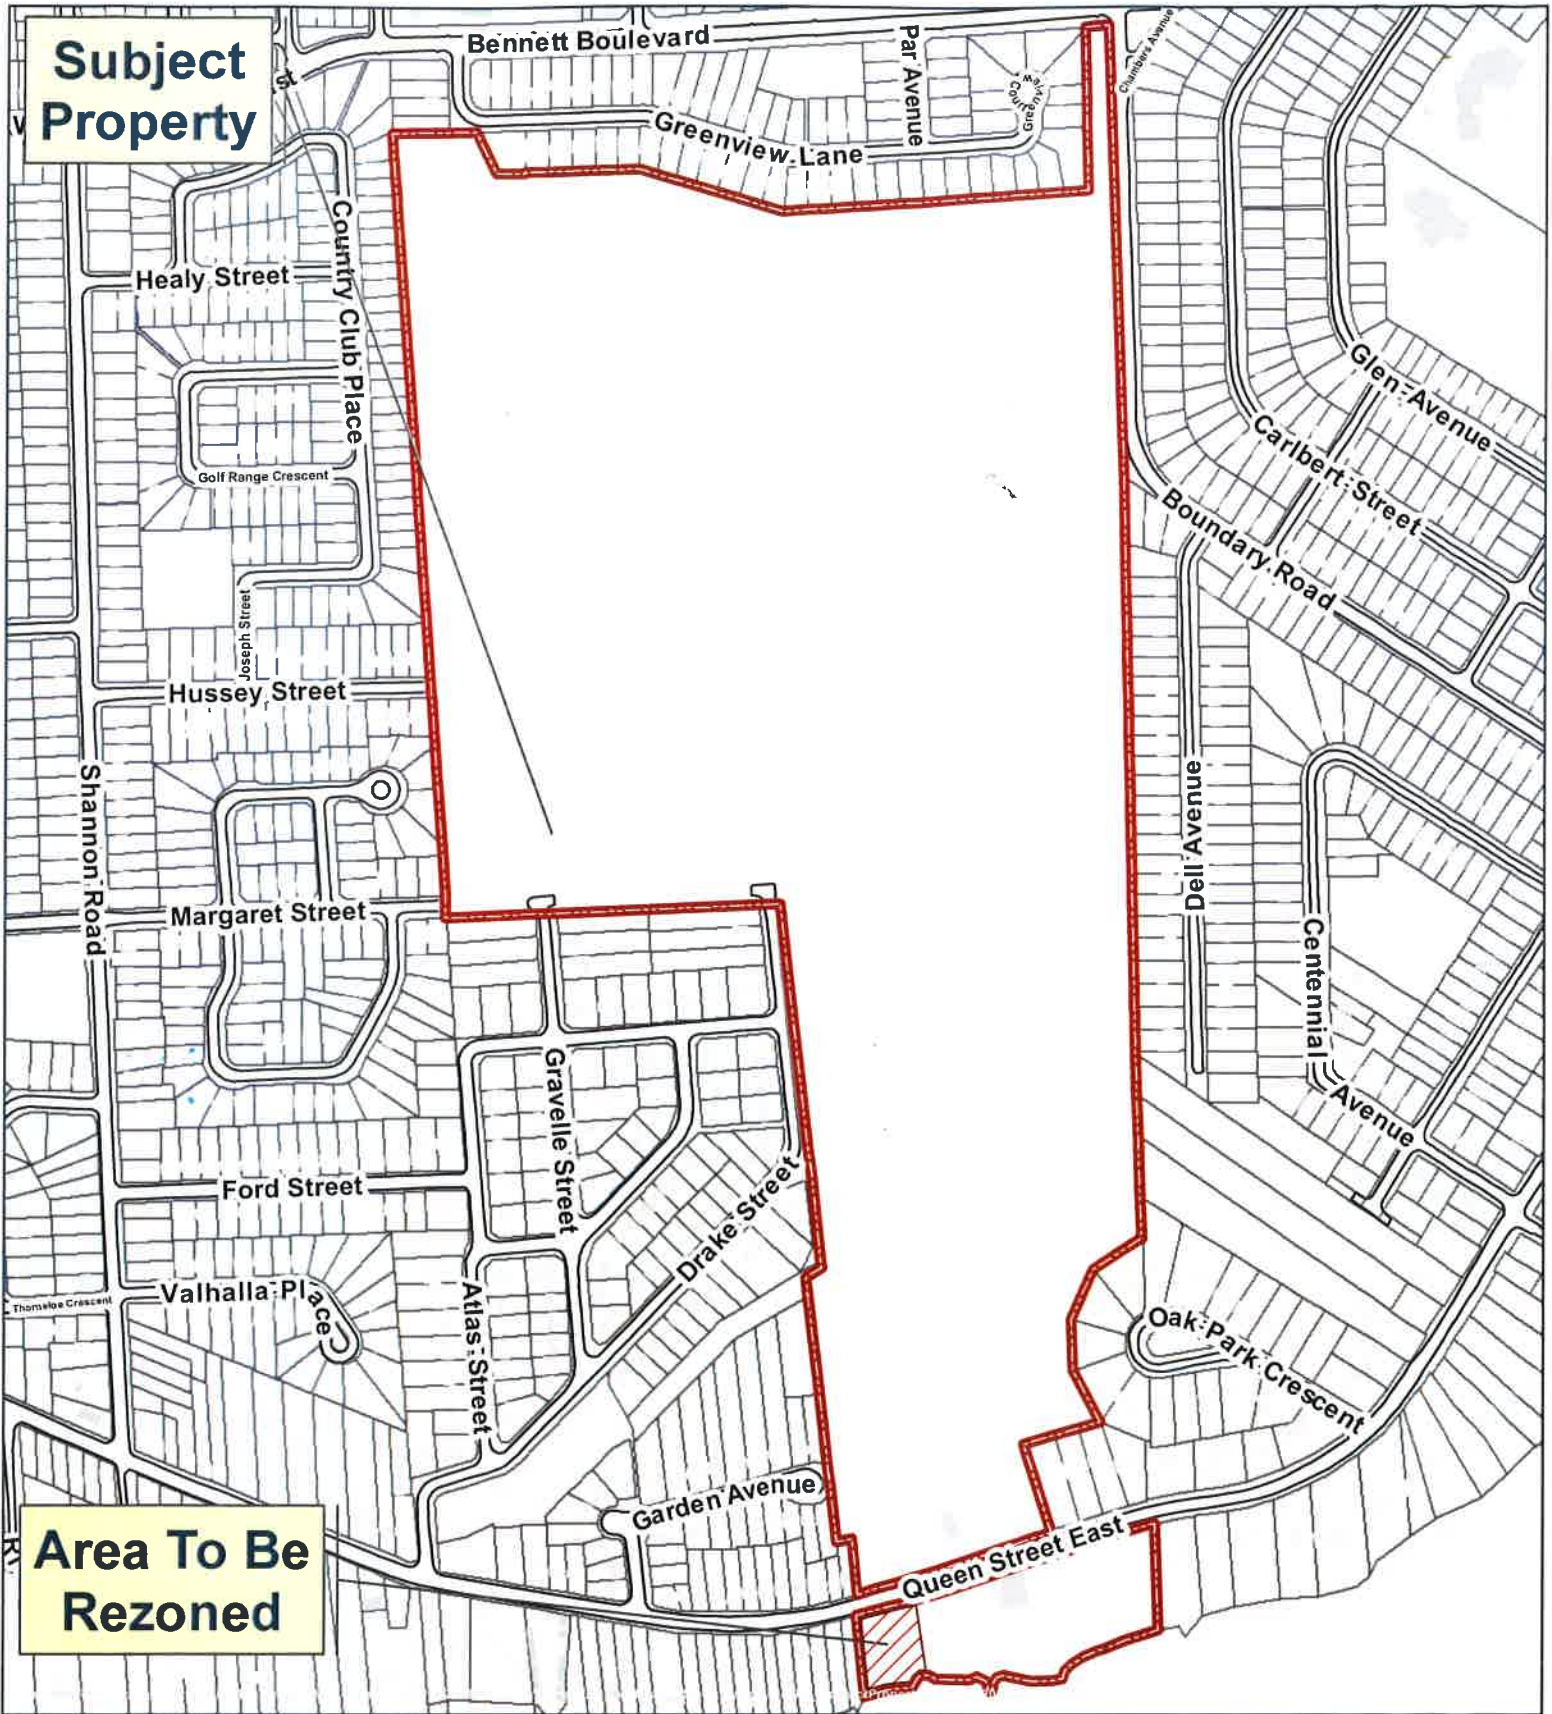 Subject
Property
Bennett Boulevard
Par Avenue
Chambers Avenue
Greenview Lane
Country Club Place
Healy Street
Golf Range Crescent
Joseph Street
Hussey Street
Shannon Road
Margaret Street
Glen Avenue
Carlbert Street
Boundary Road
Dell Avenue
Centennial
Avenue
Gravelle Street
Ford Street
Drake Street
Valhalla Place
Thorneloe Crescent
Atlas Street
Oak Park Crescent
Garden Avenue
Queen Street East
Area To Be
Rezoned